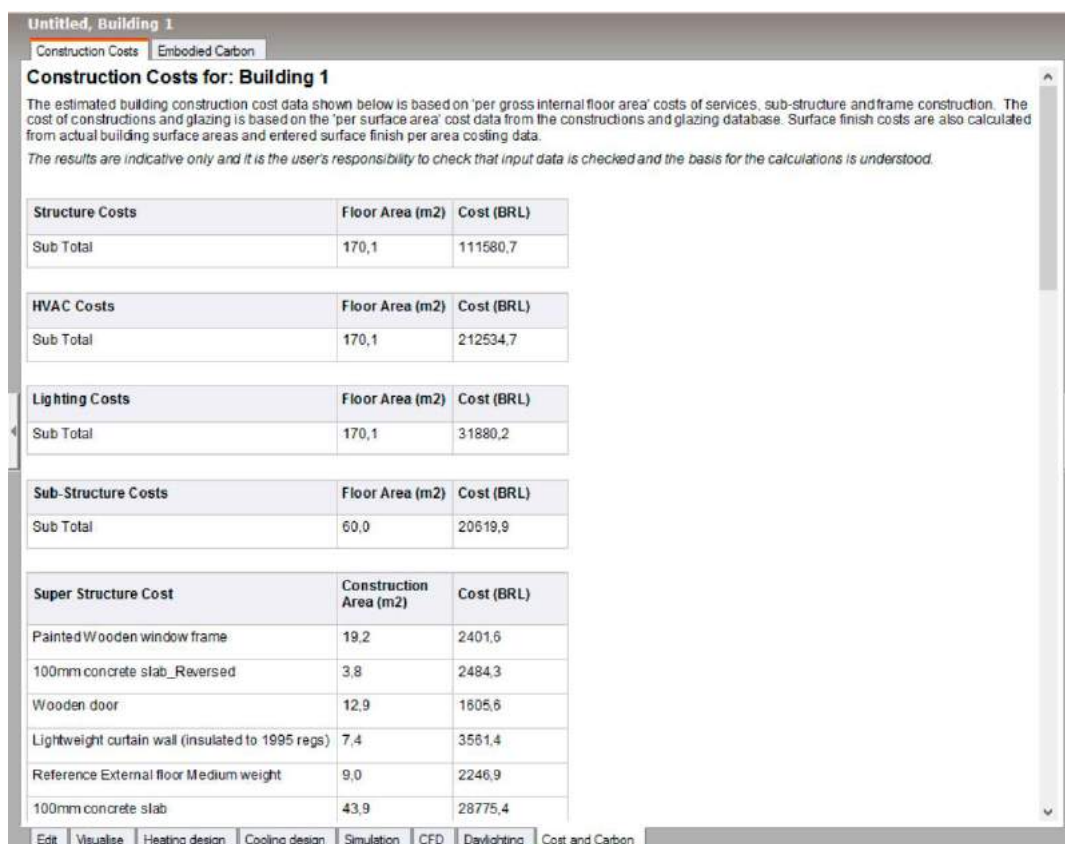 Untitled, Building 1
Construction Costs Embodied Carbon
Construction Costs for: Building 1
The estimated building construction cost data shown below is based on 'per gross internal floor area' costs of services, sub-structure and frame construction. The
cost of constructions and glazing is based on the 'per surface area' cost data from the constructions and glazing database. Surface finish costs are also calculated
from actual building surface areas and entered surface finish per area costing data.
The results are indicative only and it is the user's responsibility to check that input data is checked and the basis for the calculations is understood.
Structure Costs Floor Area (m2) Cost (BRL)
Sub Total 170,1 111580,7
HVAC Costs Floor Area (m2) Cost (BRL)
Sub Total 170,1 212534,7
Lighting Costs Floor Area (m2) Cost (BRL)
Sub Total 170,1 31880,2
Sub-Structure Costs Floor Area (m2) Cost (BRL)
Sub Total 60,0 20619,9
Super Structure Cost Construction Area (m2) Cost (BRL)
Painted Wooden window frame 19,2 2401,6
100mm concrete slab_Reversed 3,8 2484,3
Wooden door 12,9 1605,6
Lightweight curtain wall (insulated to 1995 regs) 7,4 3561,4
Reference External floor Medium weight 9,0 2246,9
100mm concrete slab 43,9 28775,4
Edit Visualise Heating design Cooling design Simulation CFD Daylighting Cost and Carbon